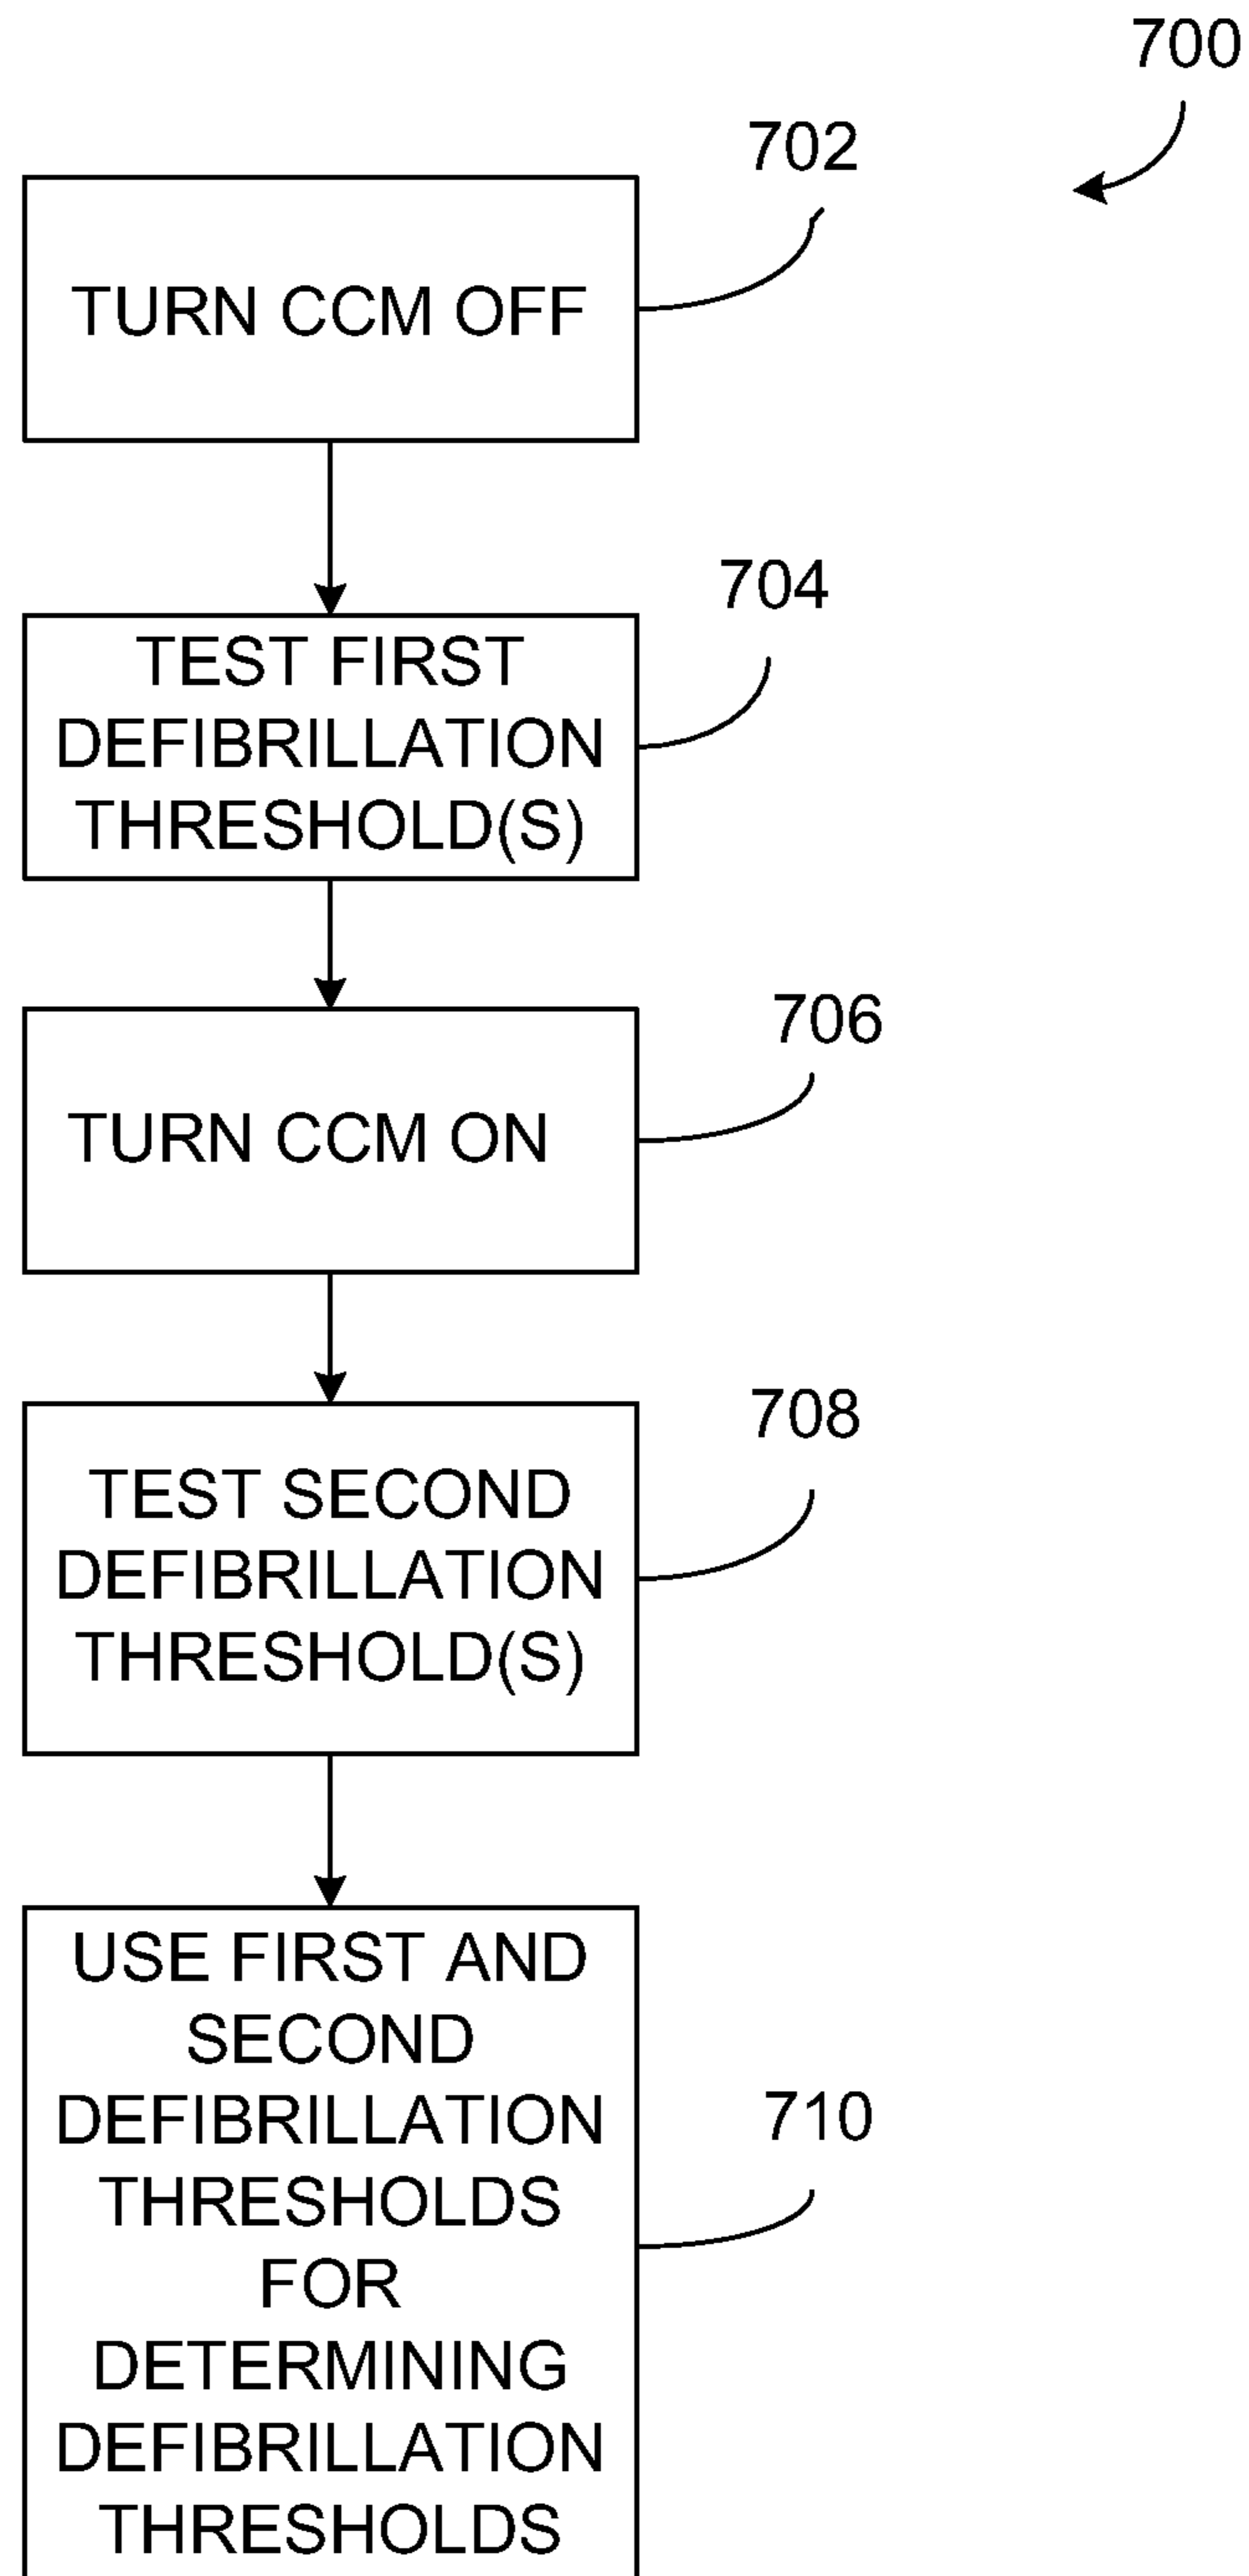 700
702
TURN CCM OFF
704
TEST FIRST
DEFIBRILLATION
THRESHOLD(S)
706
TURN CCM ON
708
TEST SECOND
DEFIBRILLATION
THRESHOLD(S)
USE FIRST AND
SECOND
DEFIBRILLATION
710
THRESHOLDS
FOR
DETERMINING
DEFIBRILLATION
THRESHOLDS